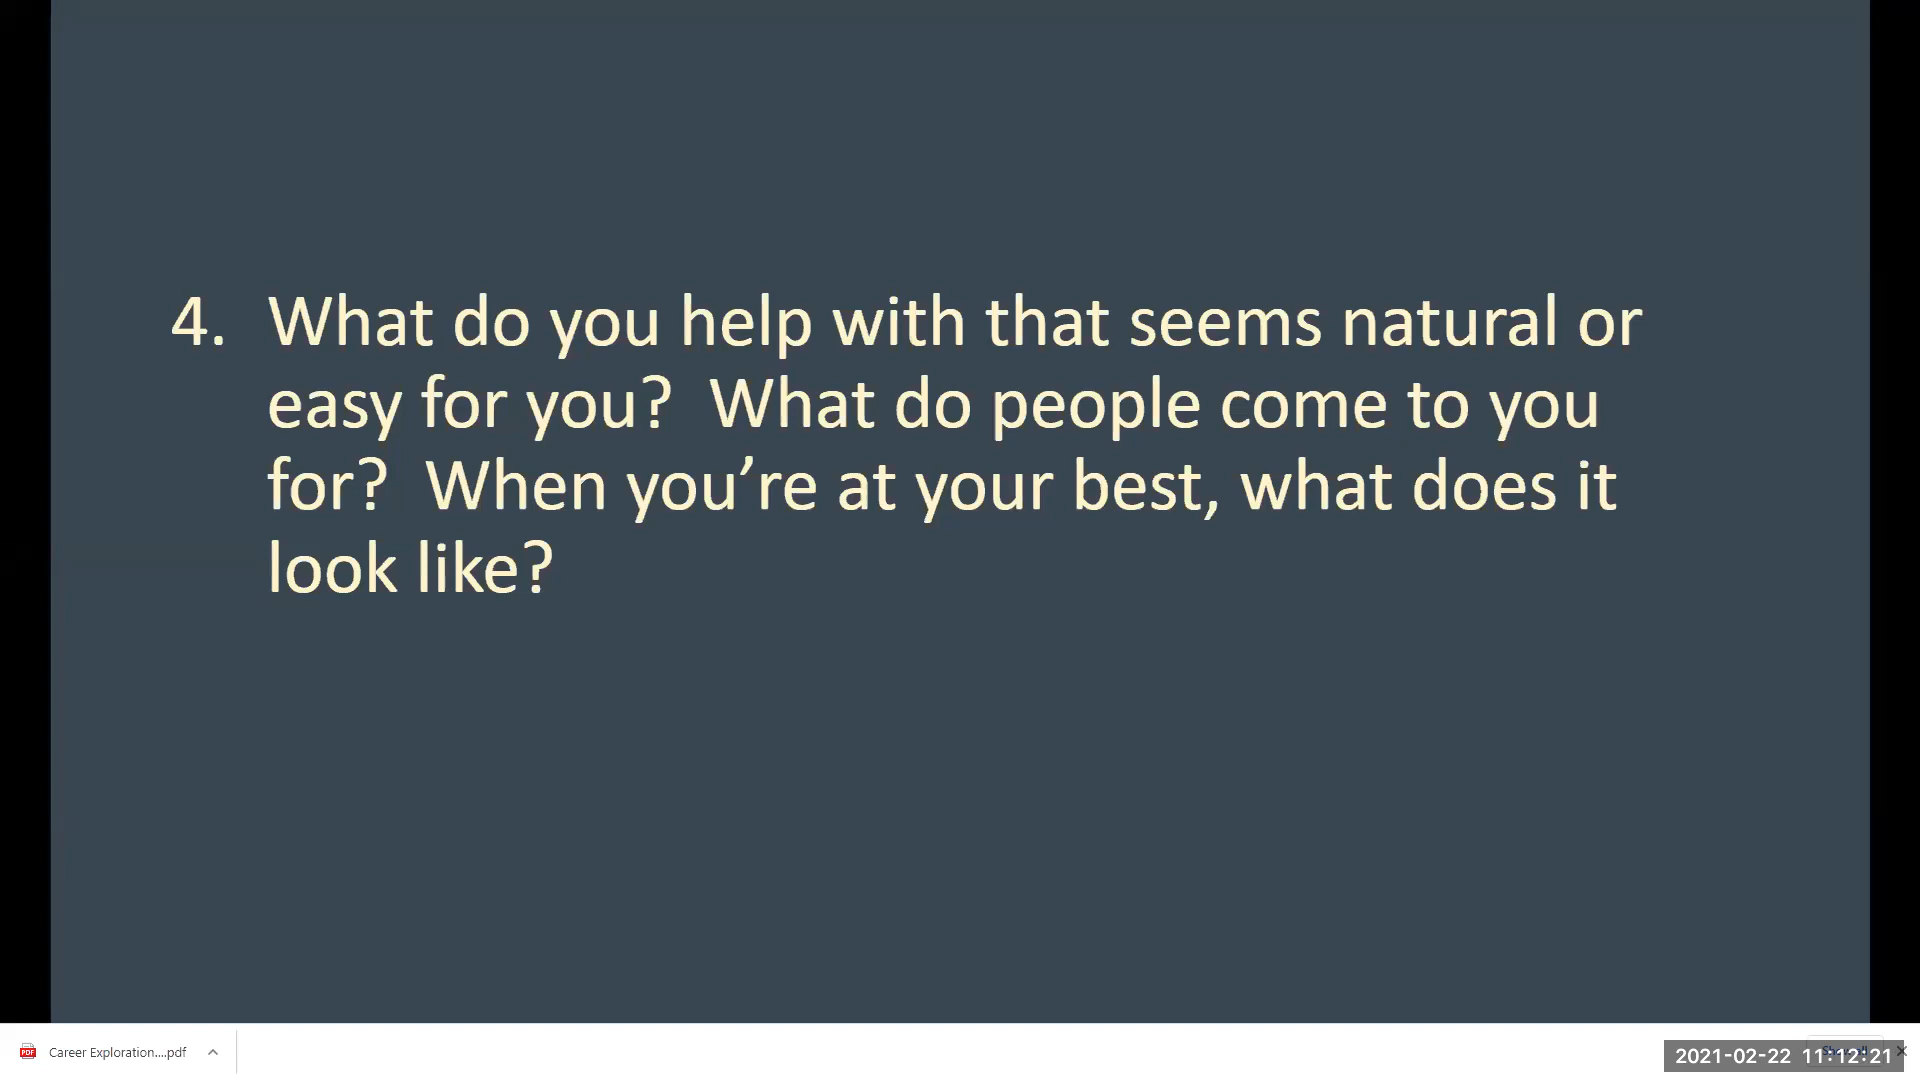 4. What do you help with that seems natural or
easy for you?  What do people come to you
for?  When you’re at your best, what does it
look like?
Career Exploration....pdf
2021-02-22 11:12:21